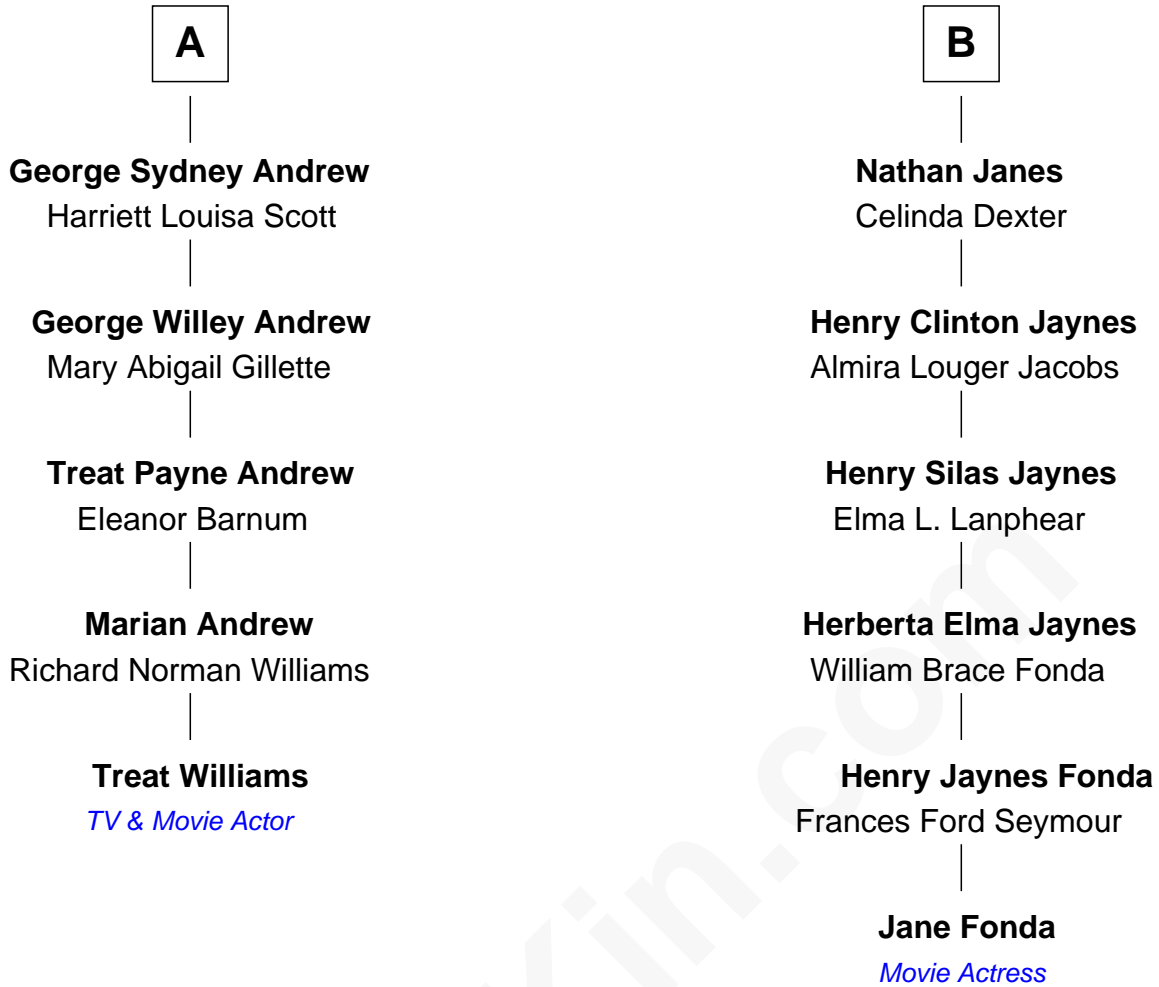 A
George Sydney Andrew
Harriett Louisa Scott
George Willey Andrew
Mary Abigail Gillette
Treat Payne Andrew
Eleanor Barnum
Marian Andrew
Richard Norman Williams
Treat Williams
TV & Movie Actor
B
Nathan Janes
Celinda Dexter
Henry Clinton Jaynes
Almira Louger Jacobs
Henry Silas Jaynes
Elma L. Lanphear
Herberta Elma Jaynes
William Brace Fonda
Henry Jaynes Fonda
Frances Ford Seymour
Jane Fonda
Movie Actress
Kin.com